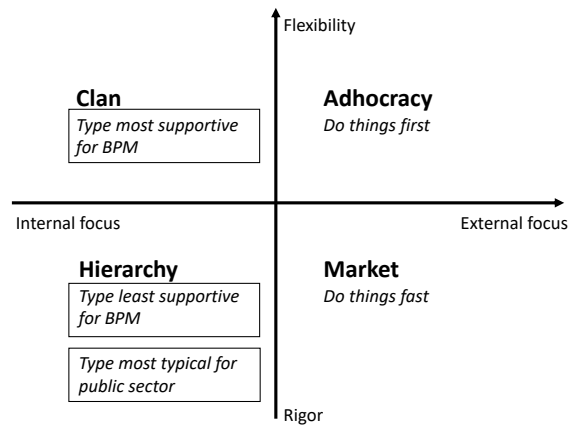 Flexibility
Clan
Type most supportive
for BPM
Adhocracy
Do things first
Internal focus
External focus
Hierarchy
Type least supportive
for BPM
Type most typical for
public sector
Market
Do things fast
Rigor